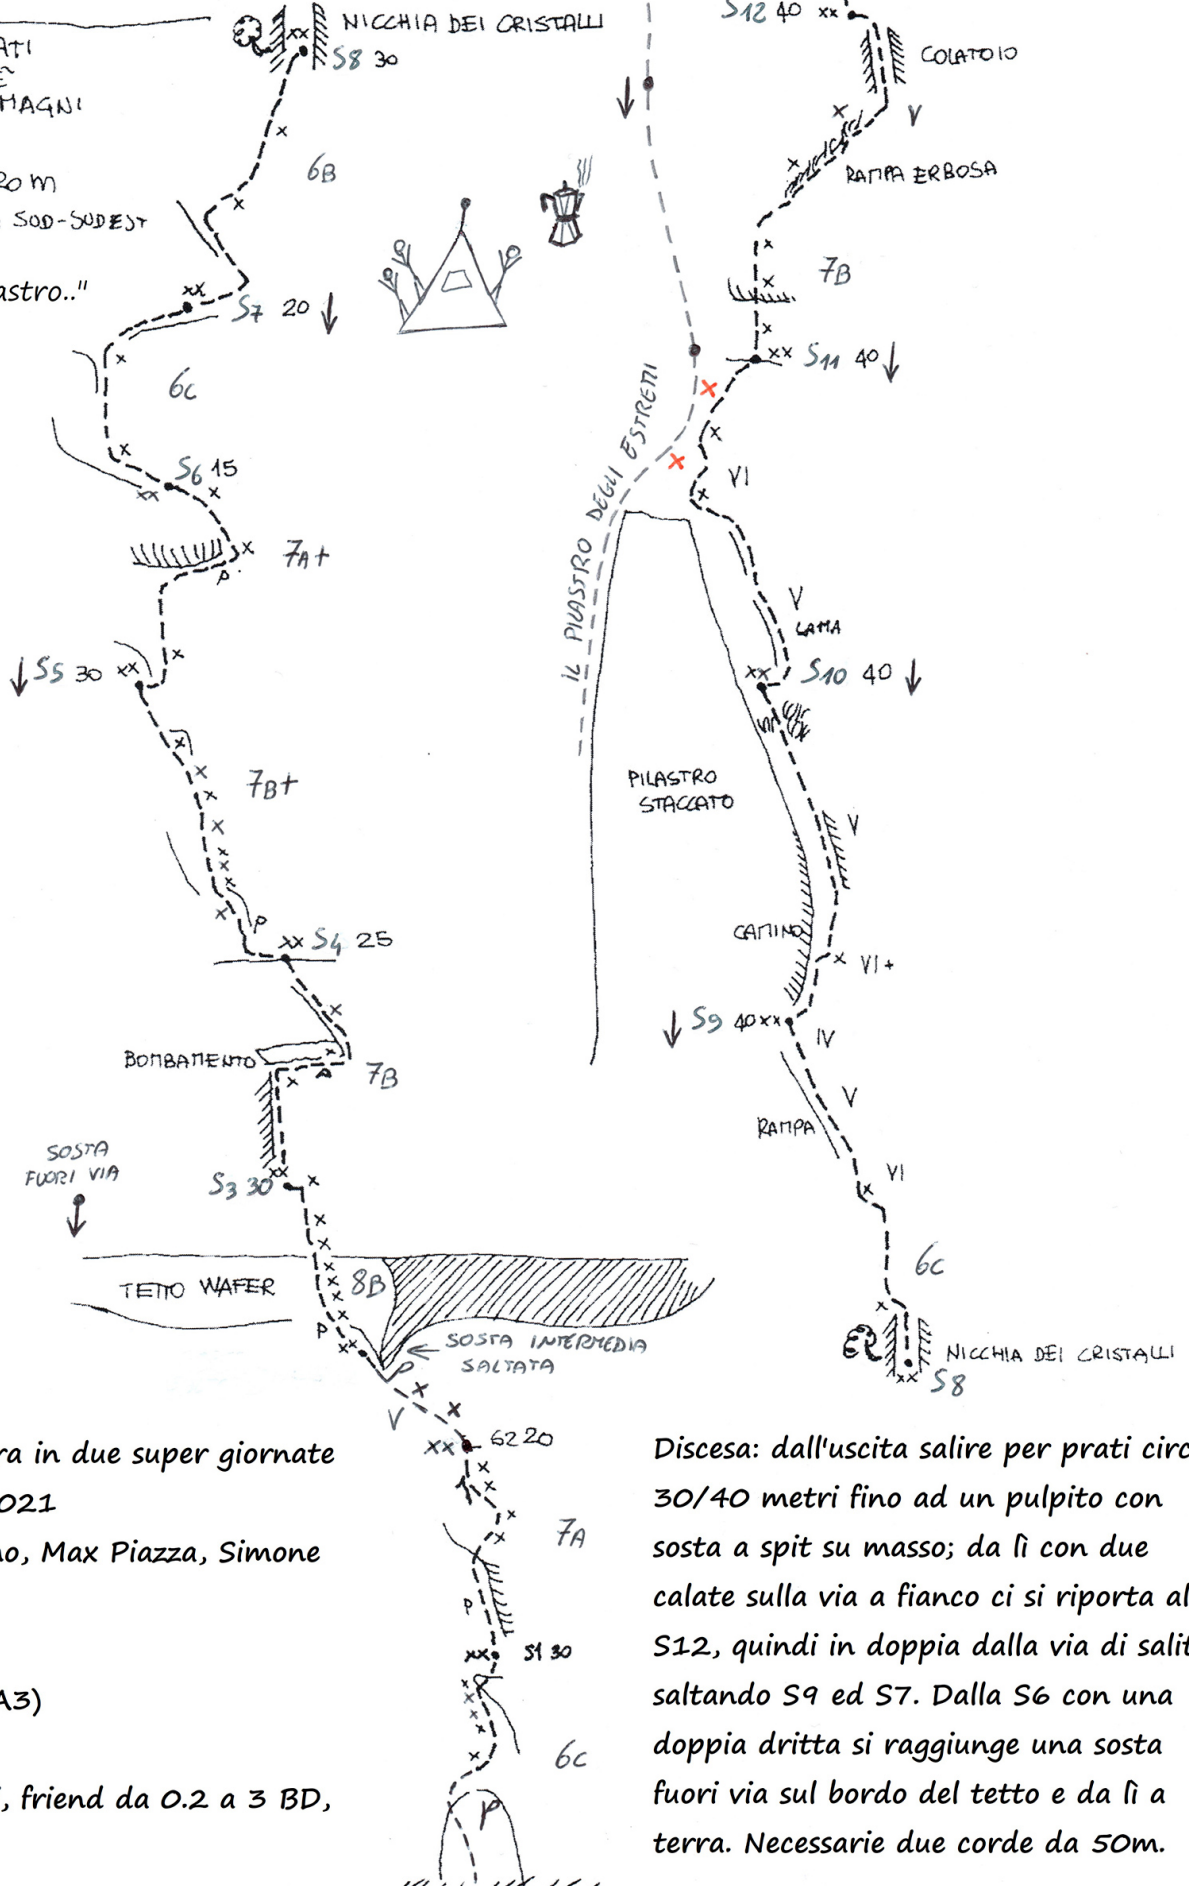 NICCHIA DEI CRISTALLI
S8 30
6B
MAGNI
SUD-SUDEST
S7 20
6c
S6 15
7A+
P.
S5 30
7B+
P
S4 25
BOMBAMENTO
7B
SOSTA
FUORI VIA
S3 30
TETTO WAFER
8B
P
SOSTA INTERMEDIA
SALTATA
P
V
S2 20
7A
P
S1 30
6c
P
S12 40
COLATOIO
V
RAMPA ERBOSA
7B
S11 40
IL PILASTRO DEGLI ESTREMI
VI
V
LAMA
S10 40
PILASTRO
STACCATO
V
CAMINO
VI+
S9 40
IV
V
RAMPA
VI
6c
NICCHIA DEI CRISTALLI
S8
in due super giornate
Max Piazza, Simone
A3)
friend da 0.2 a 3 BD,
Discesa: dall'uscita salire per prati circ
30/40 metri fino ad un pulpito con
sosta a spit su masso; da lì con due
calate sulla via a fianco ci si riporta al
S12, quindi in doppia dalla via di salit
saltando S9 ed S7. Dalla S6 con una
doppia dritta si raggiunge una sosta
fuori via sul bordo del tetto e da lì a
terra. Necessarie due corde da 50m.